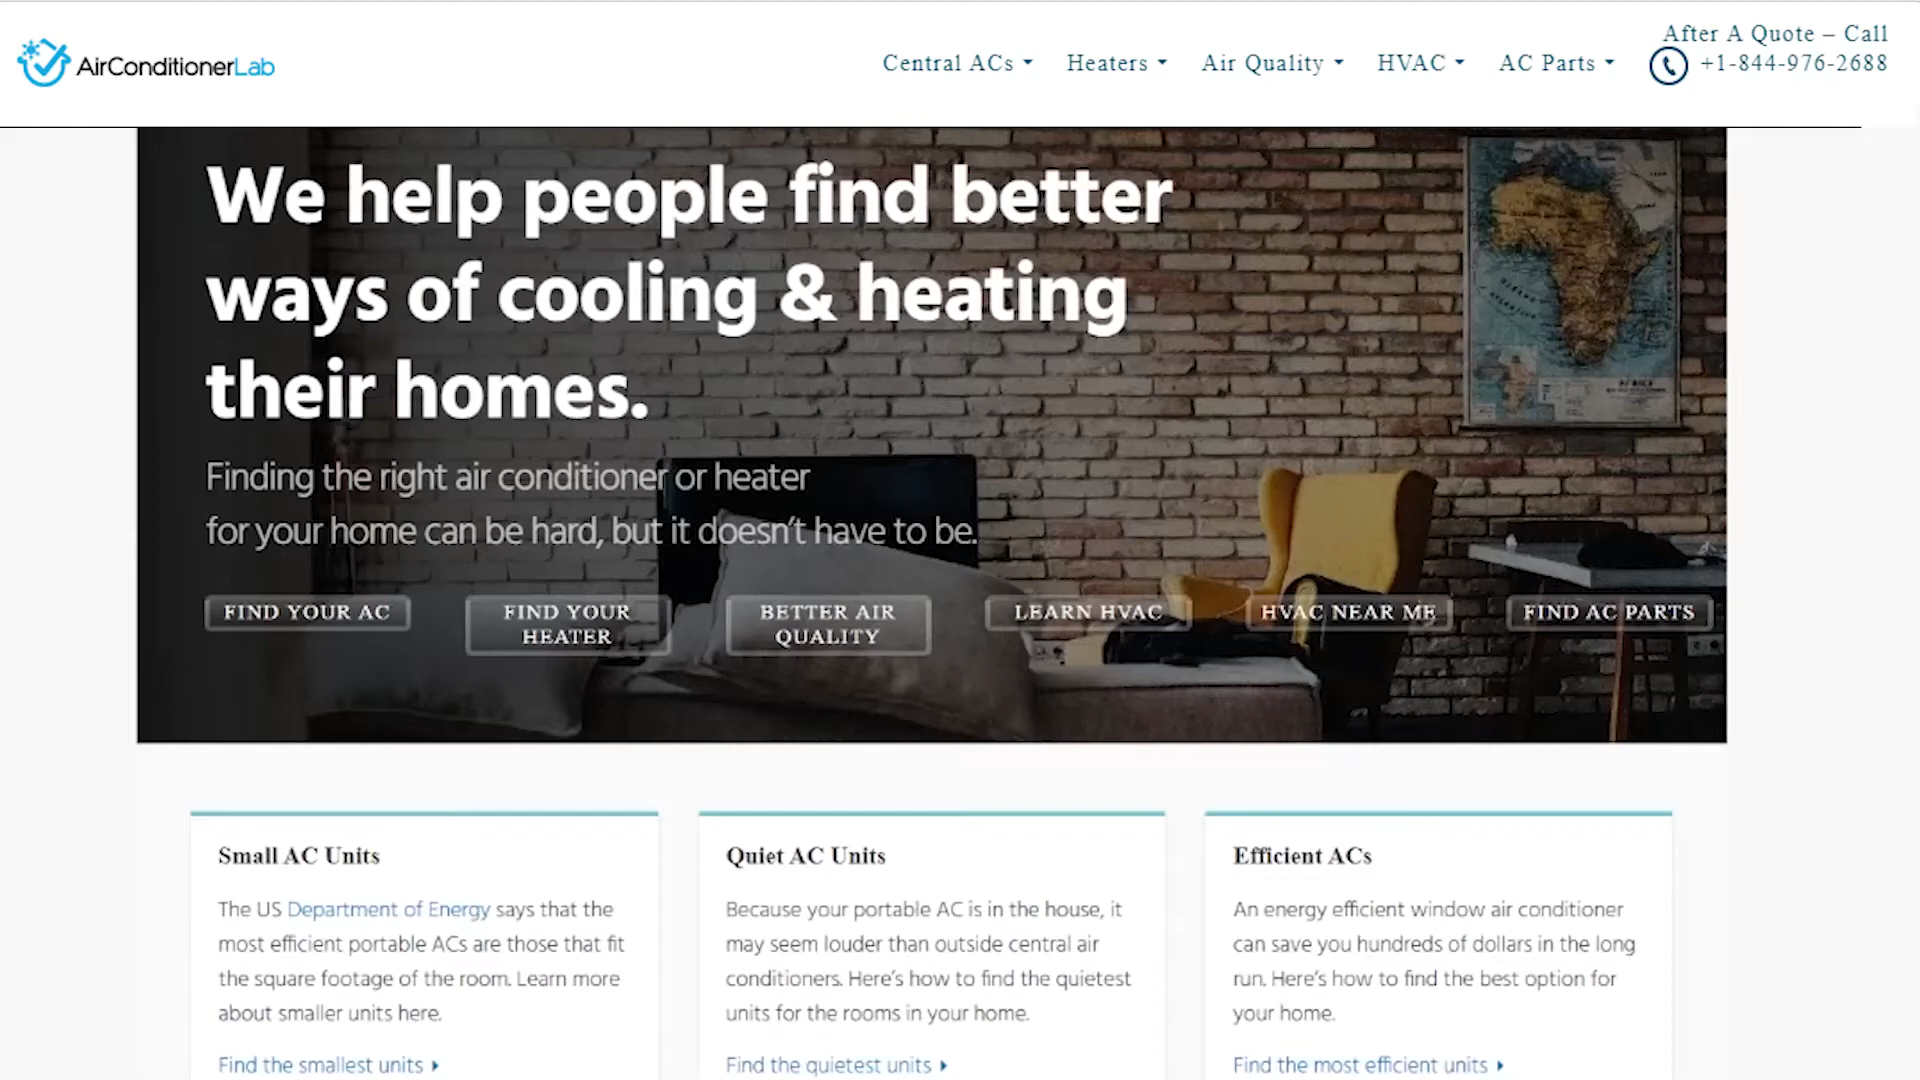 AirConditionerLab
Central ACs
Heaters
Air Quality
HVAC
AC Parts
After A Quote – Call
+1-844-976-2688
We help people find better
ways of cooling & heating
their homes.
Finding the right air conditioner or heater
for your home can be hard, but it doesn't have to be.
FIND YOUR AC
FIND YOUR
HEATER
BETTER AIR
QUALITY
LEARN HVAC
HVAC NEAR ME
FIND AC PARTS
Small AC Units
The US Department of Energy says that the
most efficient portable ACs are those that fit
the square footage of the room. Learn more
about smaller units here.
Find the smallest units
Quiet AC Units
Because your portable AC is in the house, it
may seem louder than outside central air
conditioners. Here's how to find the quietest
units for the rooms in your home.
Find the quietest units
Efficient ACs
An energy efficient window air conditioner
can save you hundreds of dollars in the long
run. Here's how to find the best option for
your home.
Find the most efficient units